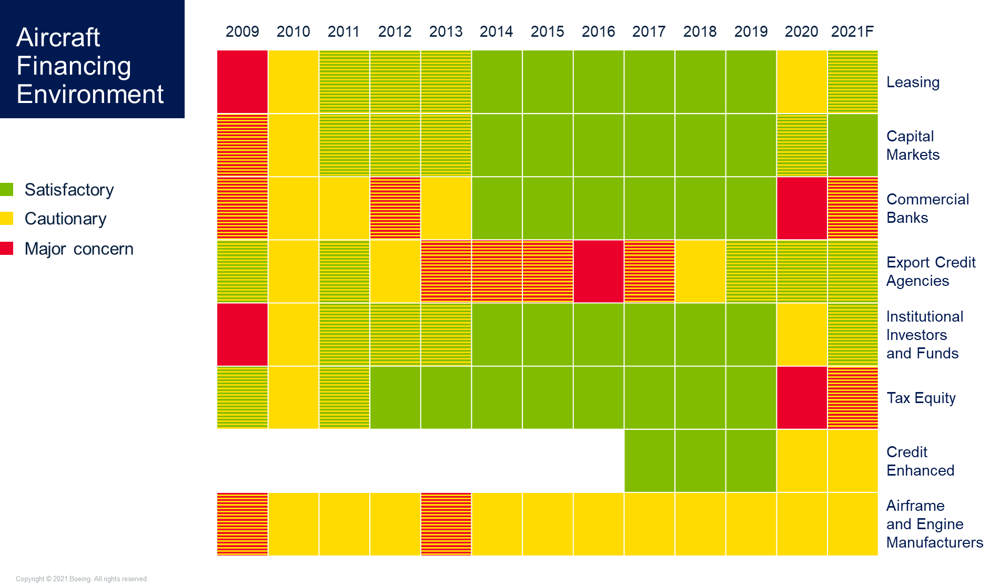 Aircraft
Financing
Environment
2009 2010 2011 2012 2013 2014 2015 2016 2017 2018 2019 2020 2021F
Satisfactory
Cautionary
Major concern
Leasing
Capital
Markets
Commercial
Banks
Export Credit
Agencies
Institutional
Investors
and Funds
Tax Equity
Credit
Enhanced
Airframe
and Engine
Manufacturers
Copyright © 2021 Boeing. All rights reserved.